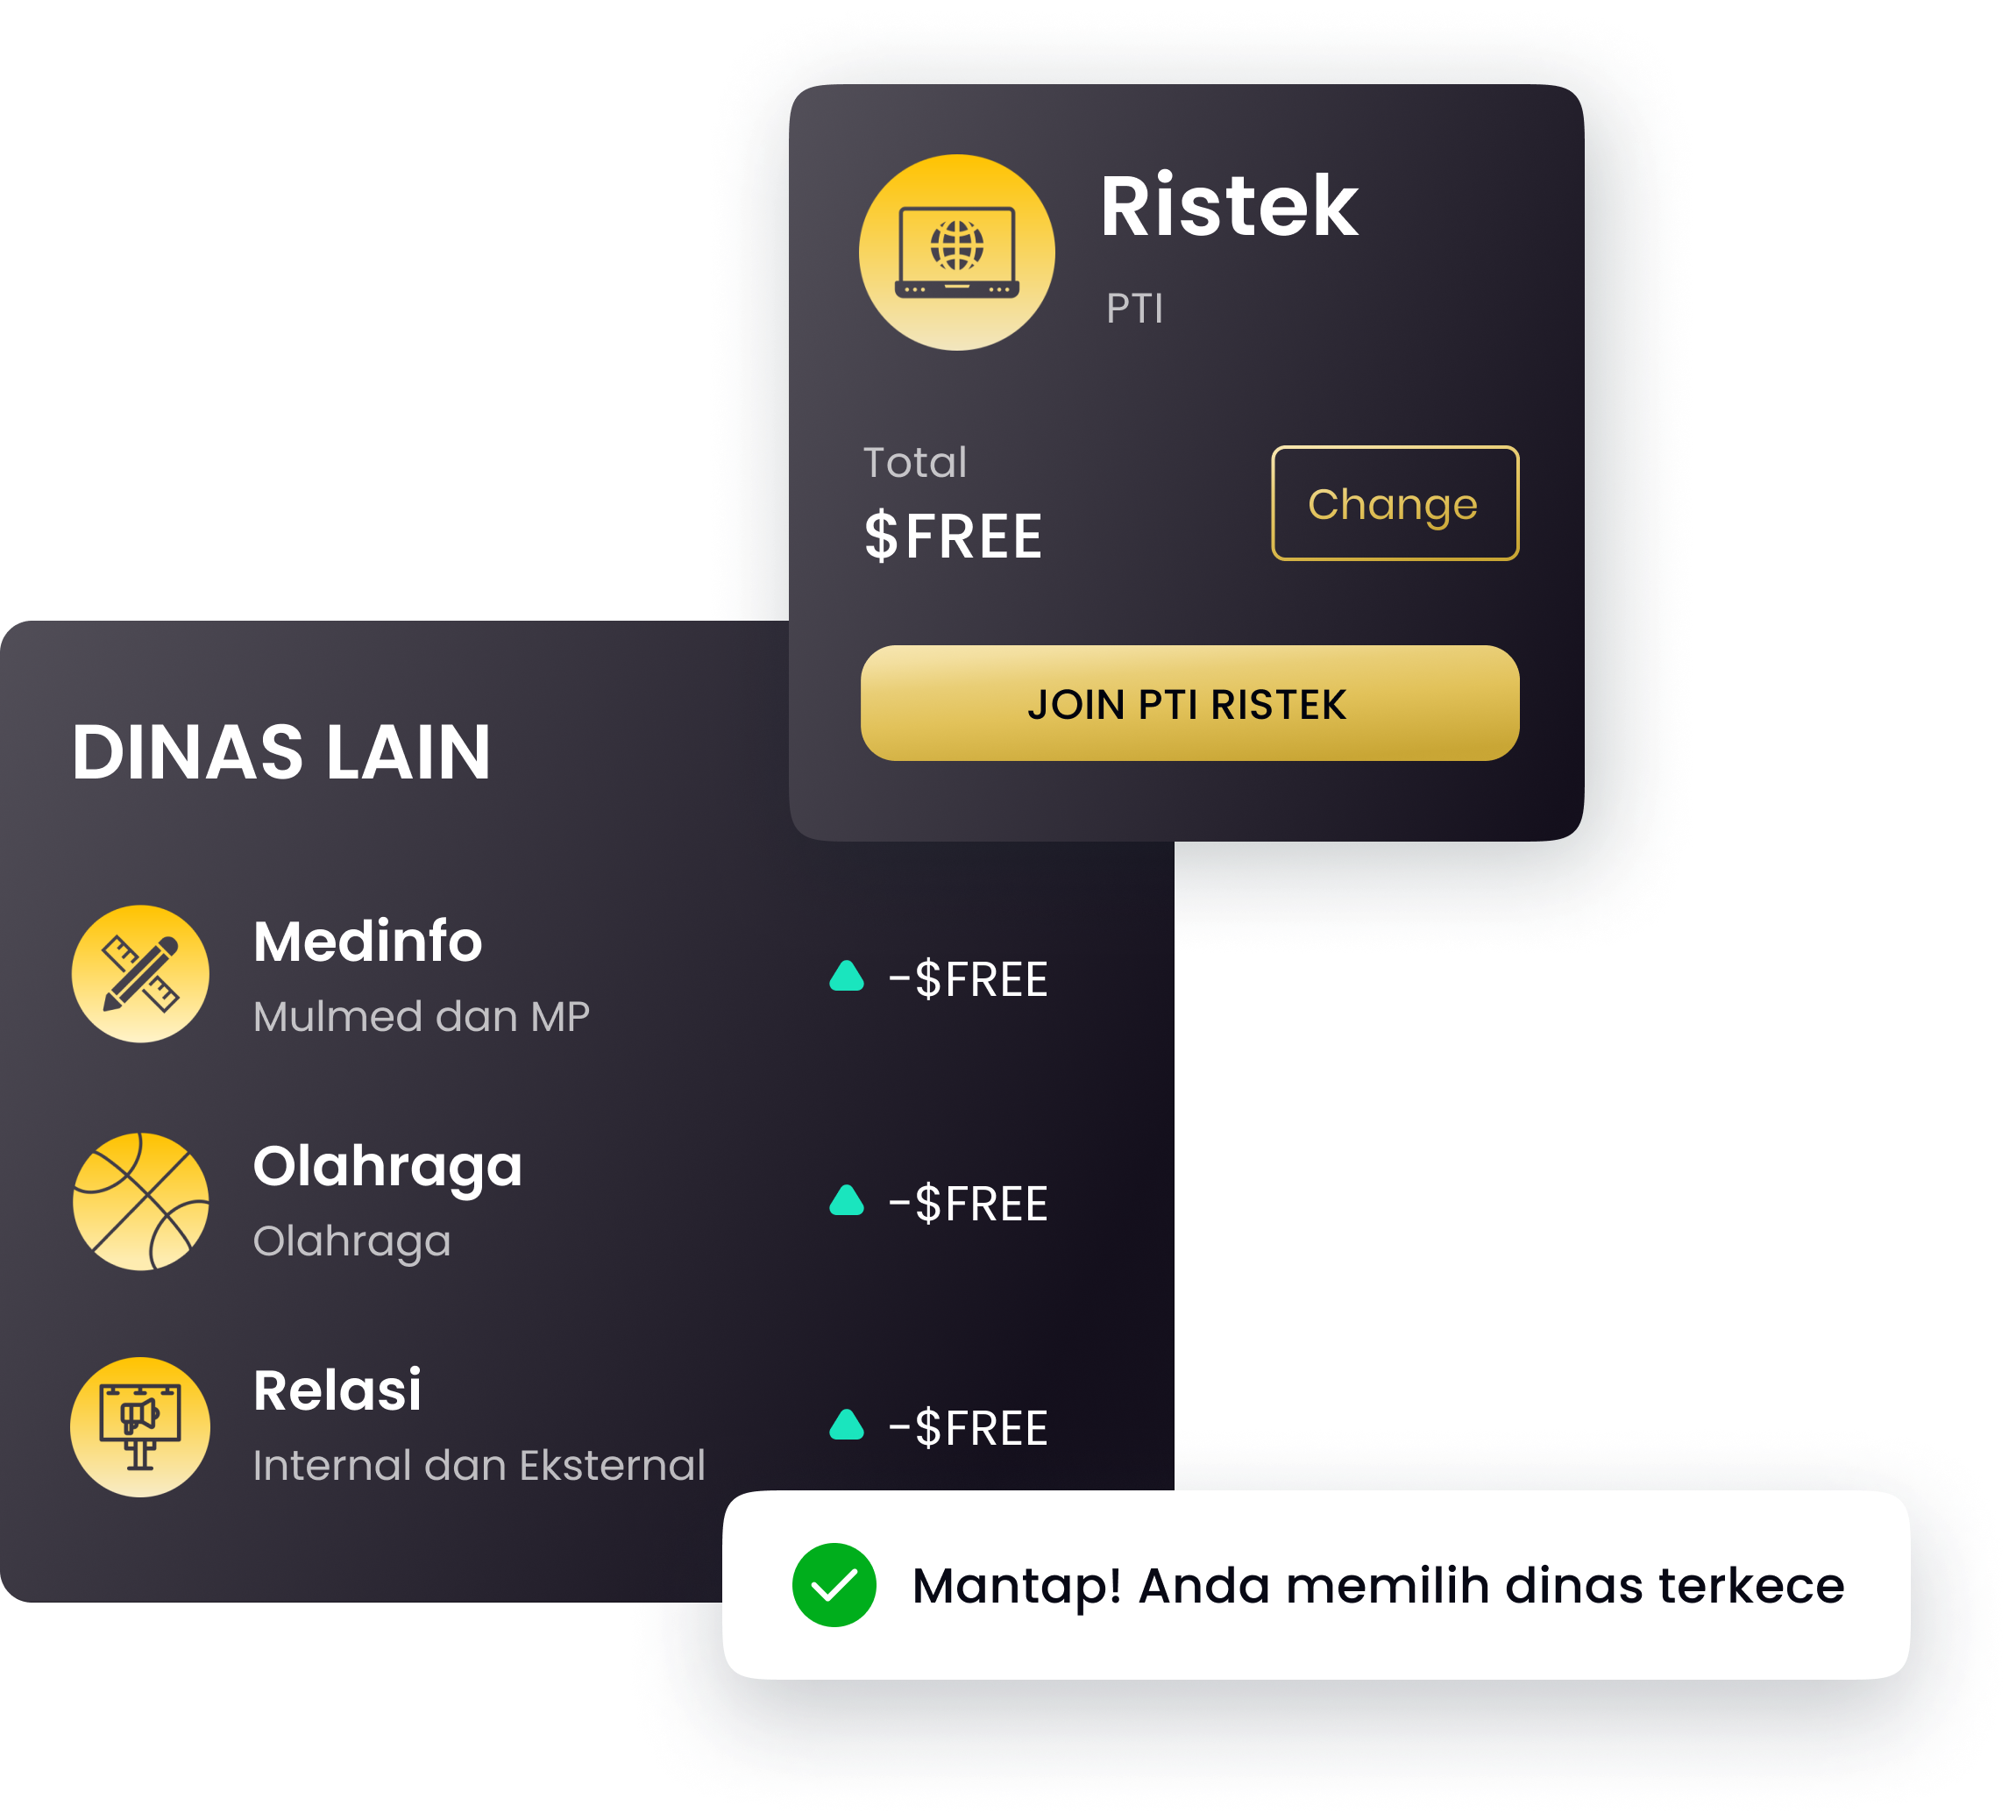 Ristek
PTI
Total
$FREE
Change
JOIN PTI RISTEK
DINAS LAIN
Medinfo
Mulmed dan MP
-$FREE
Olahraga
Olahraga
-$FREE
Relasi
Internal dan Eksternal
-$FREE
Mantap! Anda memilih dinas terkece